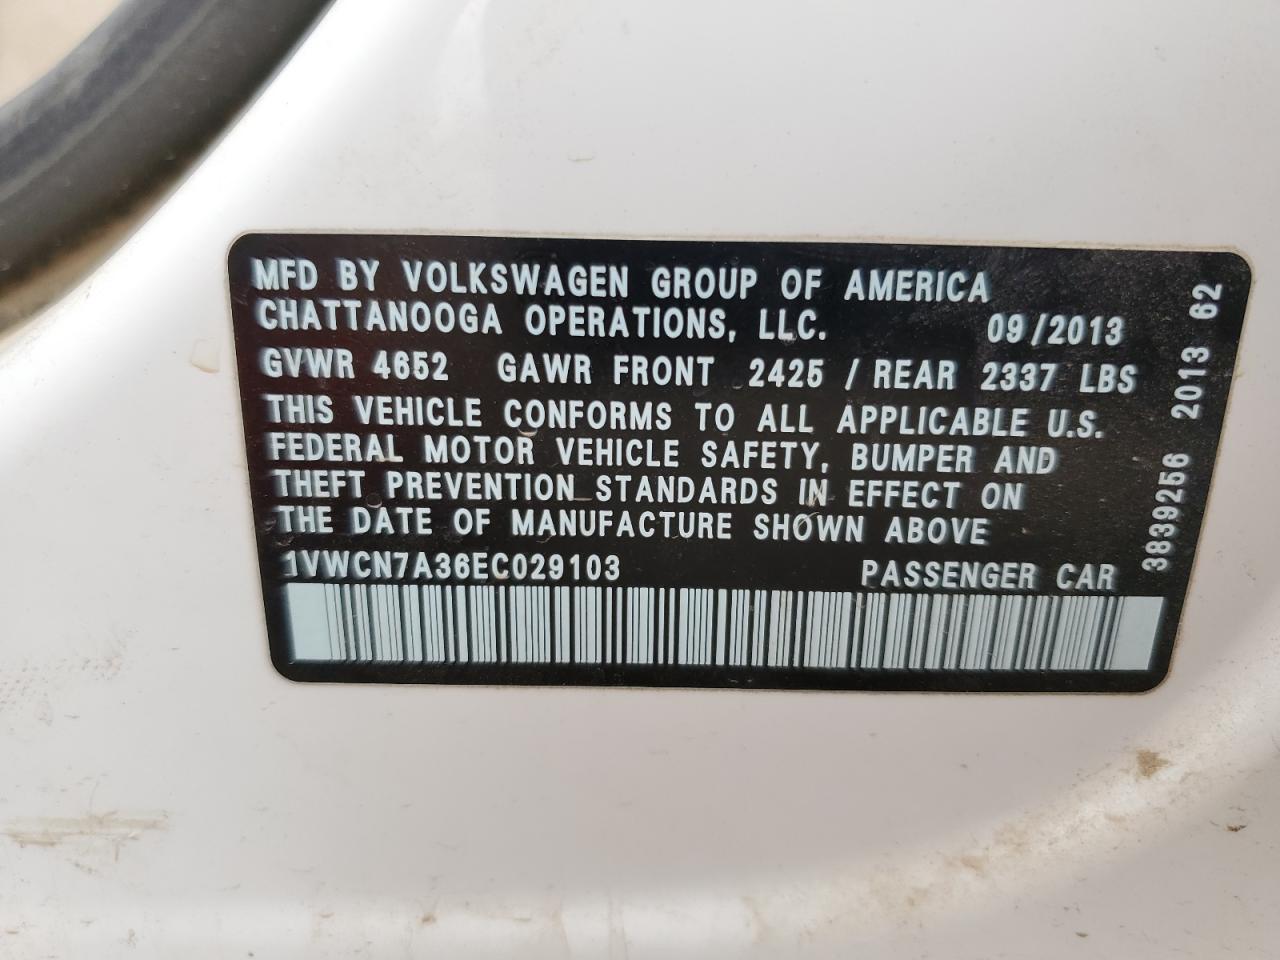 MFD BY VOLKSWAGEN GROUP OF AMERICA
CHATTANOOGA OPERATIONS, LLC. 09/2013
GVWR 4652 GAWR FRONT 2425 / REAR 2337 LBS
THIS VEHICLE CONFORMS TO ALL APPLICABLE U.S.
FEDERAL MOTOR VEHICLE SAFETY, BUMPER AND
THEFT PREVENTION STANDARDS IN EFFECT ON
THE DATE OF MANUFACTURE SHOWN ABOVE
1VWCN7A36EC029103 PASSENGER CAR
3839256 2013 62